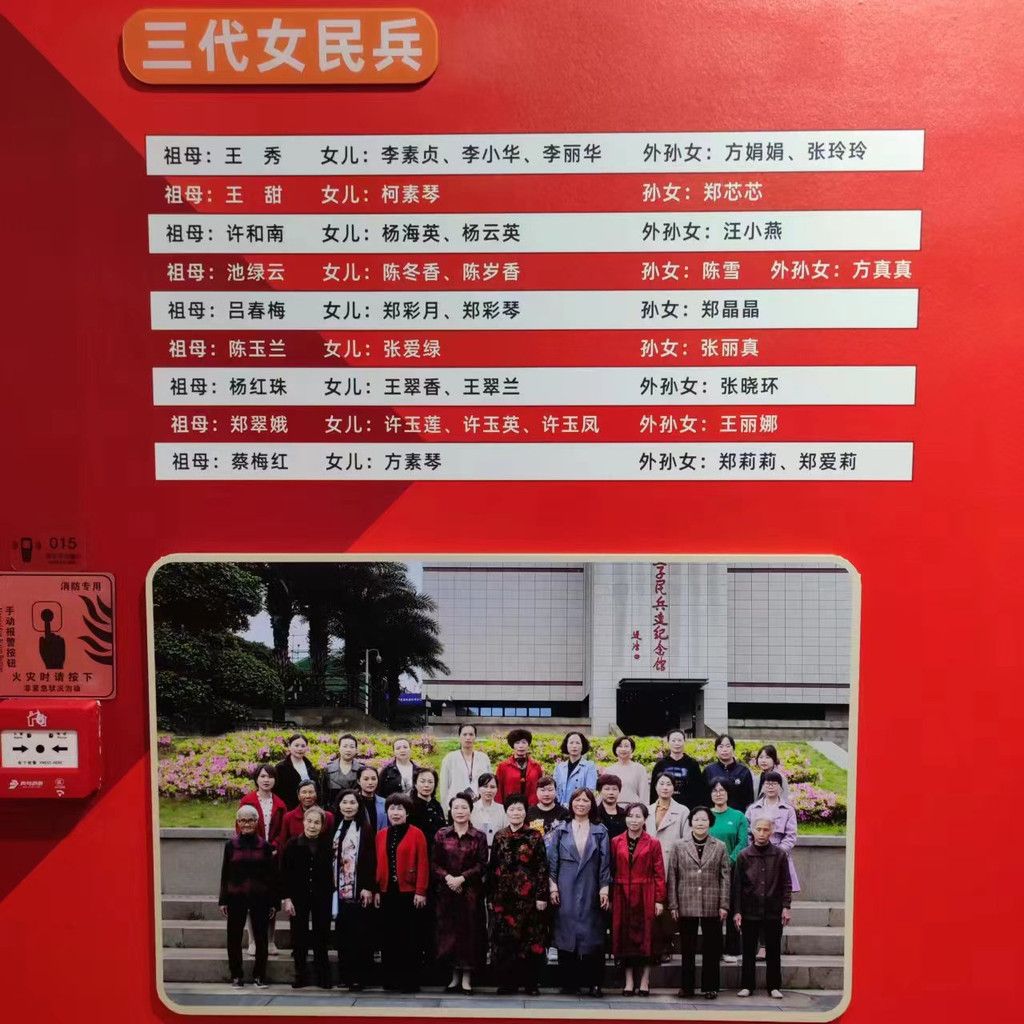 三代女民兵
祖母：王 秀 女儿：李素贞、李小华、李丽华 外孙女：方娟娟、张玲玲
祖母：王 甜 女儿：柯素琴 孙女：郑芯芯
祖母：许和南 女儿：杨海英、杨云英 外孙女：汪小燕
祖母：池绿云 女儿：陈冬香、陈岁香 孙女：陈雪 外孙女：方真真
祖母：吕春梅 女儿：郑彩月、郑彩琴 孙女：郑晶晶
祖母：陈玉兰 女儿：张爱绿 孙女：张丽真
祖母：杨红珠 女儿：王翠香、王翠兰 外孙女：张晓环
祖母：郑翠娥 女儿：许玉莲、许玉英、许玉凤 外孙女：王丽娜
祖母：蔡梅红 女儿：方素琴 外孙女：郑莉莉、郑爱莉
015
消防专用
手动报警按钮
火灾时请按下
非紧急状况勿动
子民兵连纪念馆